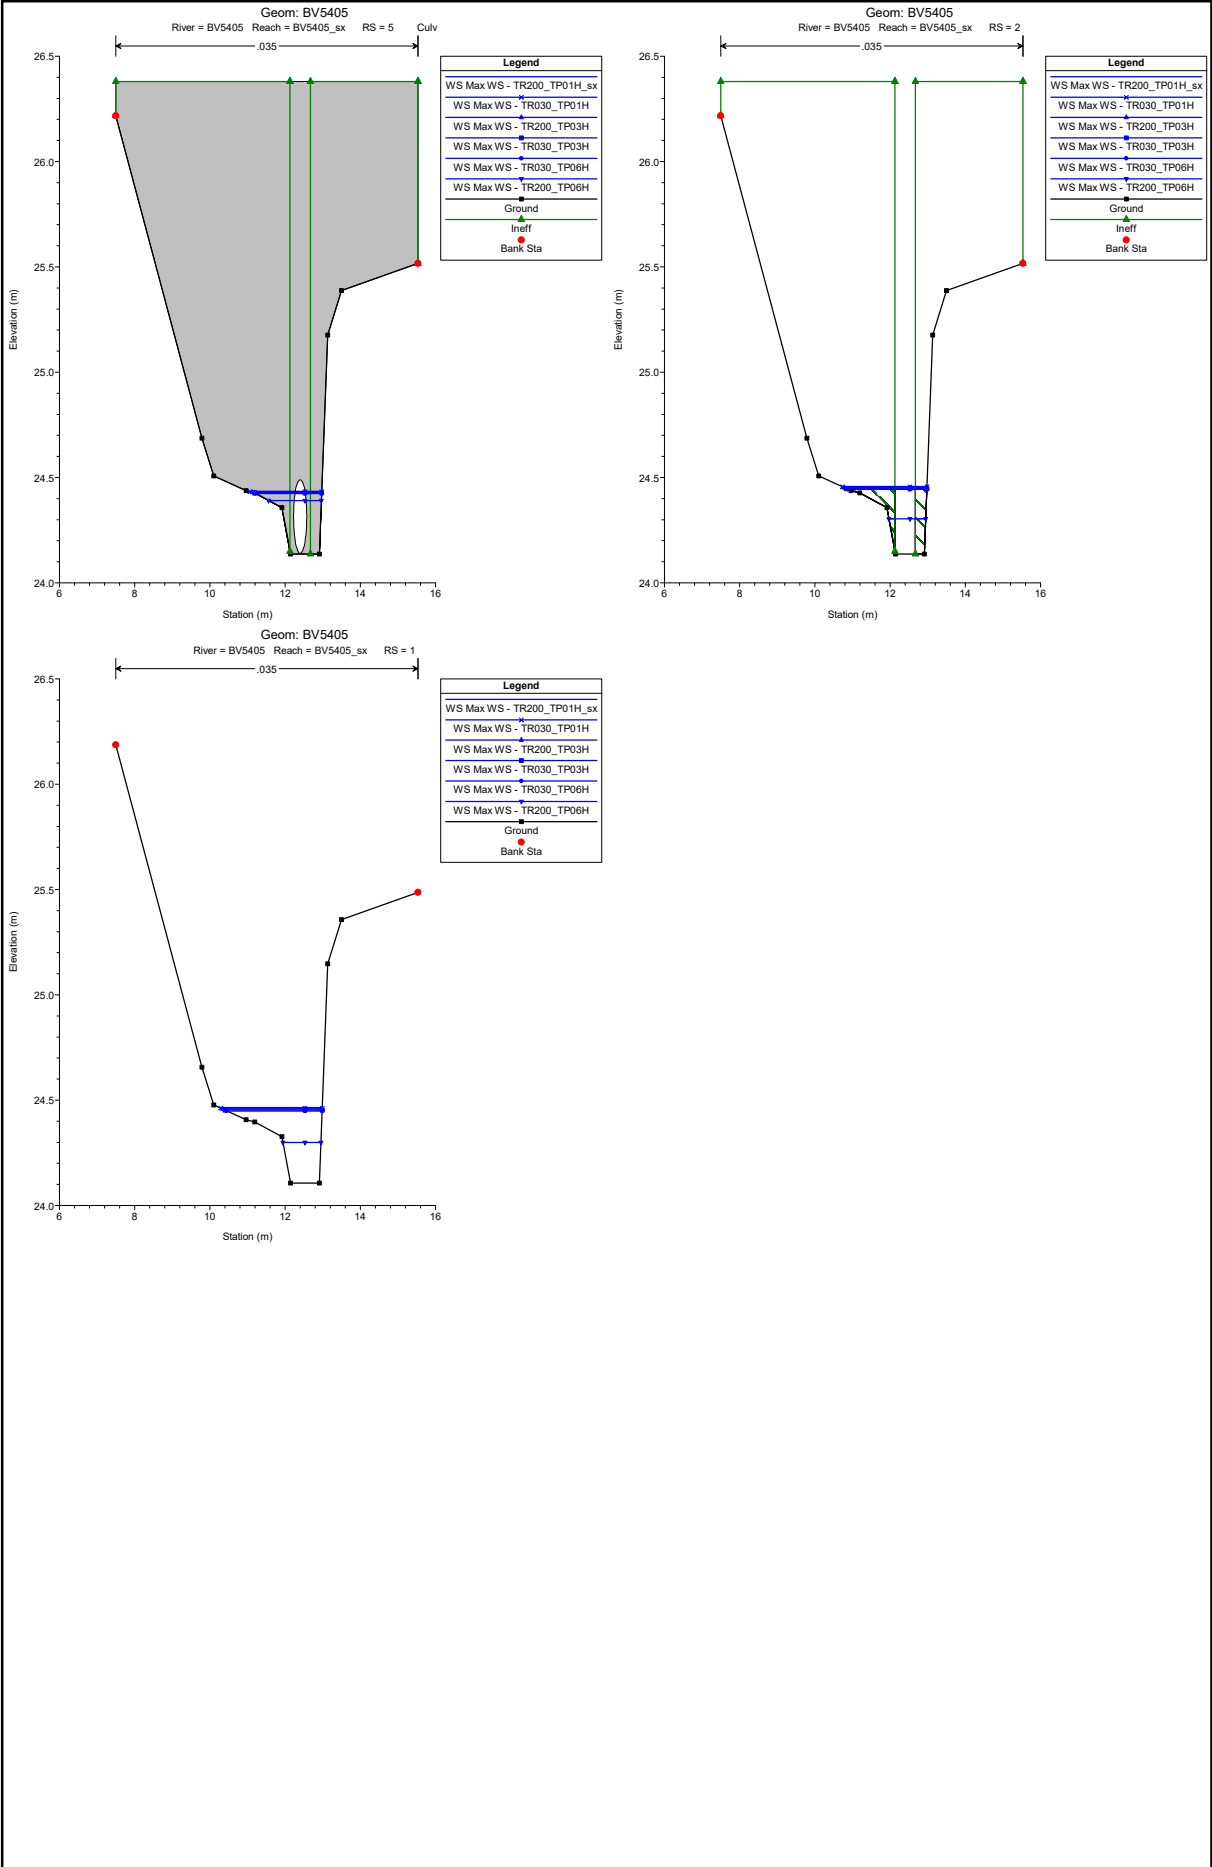 Geom: BV5405
River = BV5405 Reach = BV5405_sx RS = 5 Culv
.035
26.5
26.0
25.5
25.0
24.5
24.0
Elevation (m)
6 8 10 12 14 16
Station (m)
Legend
WS Max WS - TR200_TP01H_sx
WS Max WS - TR030_TP01H
WS Max WS - TR200_TP03H
WS Max WS - TR030_TP03H
WS Max WS - TR030_TP06H
WS Max WS - TR200_TP06H
Ground
Ineff
Bank Sta
Geom: BV5405
River = BV5405 Reach = BV5405_sx RS = 2
.035
26.5
26.0
25.5
25.0
24.5
24.0
Elevation (m)
6 8 10 12 14 16
Station (m)
Legend
WS Max WS - TR200_TP01H_sx
WS Max WS - TR030_TP01H
WS Max WS - TR200_TP03H
WS Max WS - TR030_TP03H
WS Max WS - TR030_TP06H
WS Max WS - TR200_TP06H
Ground
Ineff
Bank Sta
Geom: BV5405
River = BV5405 Reach = BV5405_sx RS = 1
.035
26.5
26.0
25.5
25.0
24.5
24.0
Elevation (m)
6 8 10 12 14 16
Station (m)
Legend
WS Max WS - TR200_TP01H_sx
WS Max WS - TR030_TP01H
WS Max WS - TR200_TP03H
WS Max WS - TR030_TP03H
WS Max WS - TR030_TP06H
WS Max WS - TR200_TP06H
Ground
Bank Sta